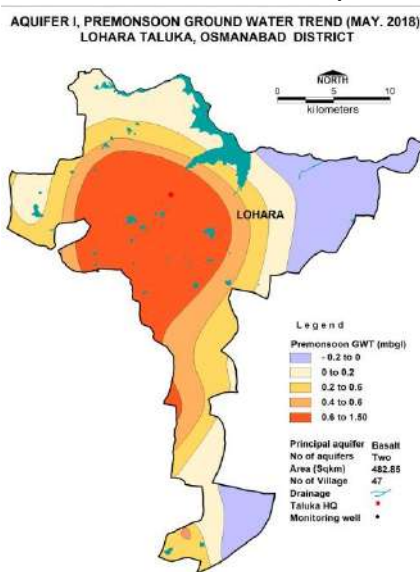 AQUIFER I, PREMONSOON GROUND WATER TREND (MAY. 2018)
LOHARA TALUKA, OSMANABAD DISTRICT
NORTH
0 5 10
kilometers
LOHARA
Legend
Premonsoon GWT (mbgl)
- 0.2 to 0
0 to 0.2
0.2 to 0.6
0.4 to 0.6
0.6 to 1.50
Principal aquifer Basalt
No of aquifers Two
Area (Sqkm) 482.85
No of Village 47
Drainage
Taluka HQ
Monitoring well